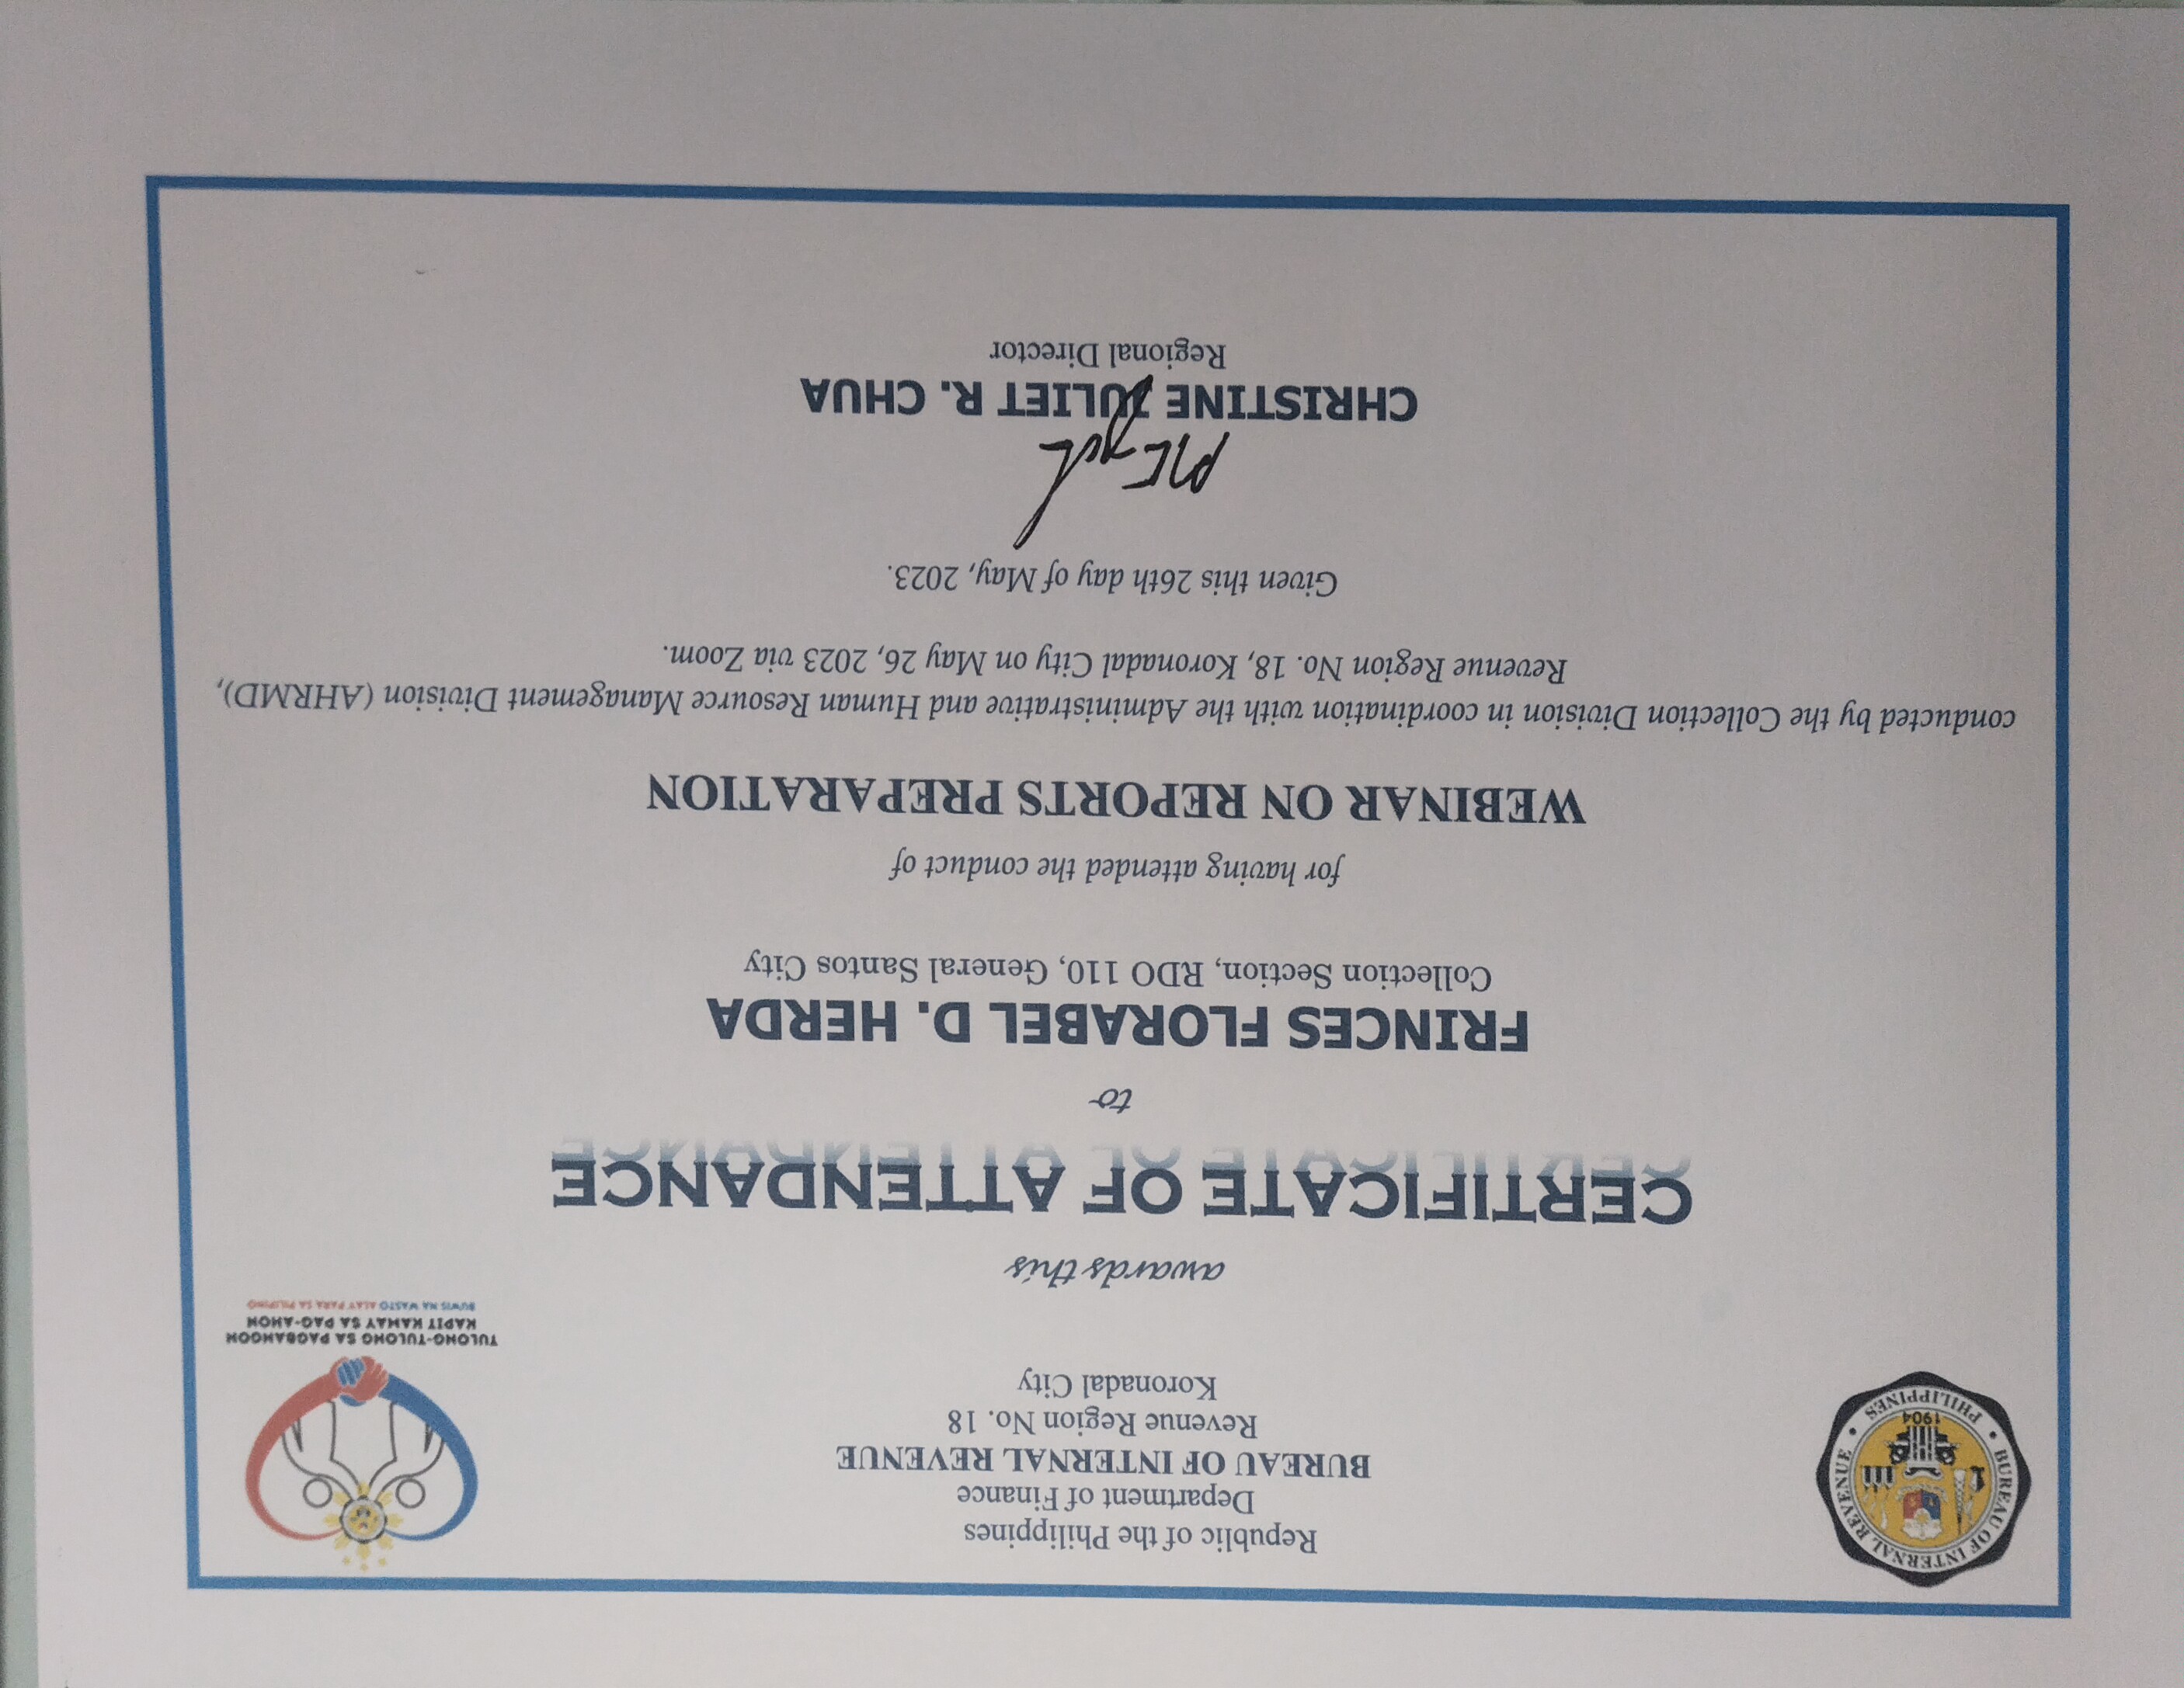 Republic of the Philippines
Department of Finance
BUREAU OF INTERNAL REVENUE
Revenue Region No. 18
Koronadal City
BUREAU OF INTERNAL REVENUE
PHILIPPINES
1904
TULONG-TULONG SA PAGBANGON
KAPIT KAMAY SA PAG-AHON
BUWIS NA WASTO ALAY PARA SA PILIPINO
awards this
CERTIFICATE OF ATTENDANCE
to
FRINCES FLORABEL D. HERDA
Collection Section, RDO 110, General Santos City
for having attended the conduct of
WEBINAR ON REPORTS PREPARATION
conducted by the Collection Division in coordination with the Administrative and Human Resource Management Division (AHRMD),
Revenue Region No. 18, Koronadal City on May 26, 2023 via Zoom.
Given this 26th day of May, 2023.
CHRISTINE JULIET R. CHUA
Regional Director